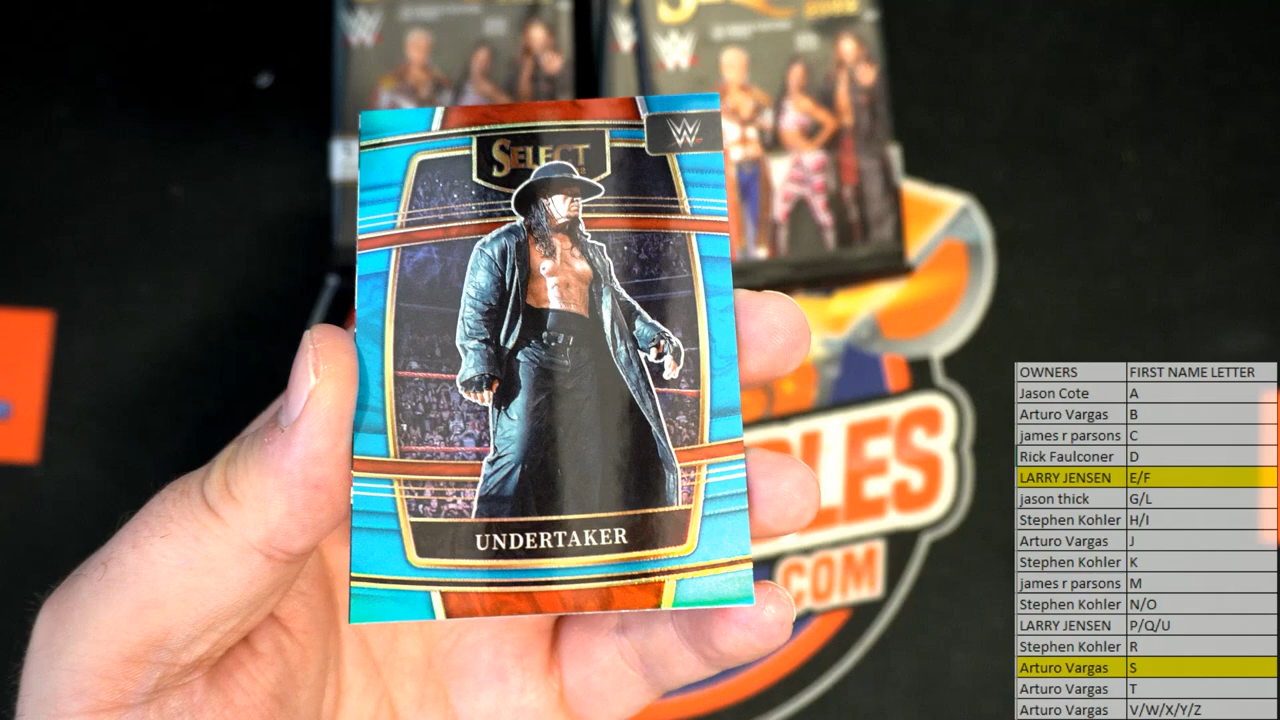 SELECT
UNDERTAKER
.COM
OWNERS FIRST NAME LETTER
Jason Cote A
Arturo Vargas B
james r parsons C
Rick Faulconer D
LARRY JENSEN E/F
jason thick G/L
Stephen Kohler H/I
Arturo Vargas J
Stephen Kohler K
james r parsons M
Stephen Kohler N/O
LARRY JENSEN P/Q/U
Stephen Kohler R
Arturo Vargas S
Arturo Vargas T
Arturo Vargas V/W/X/Y/Z